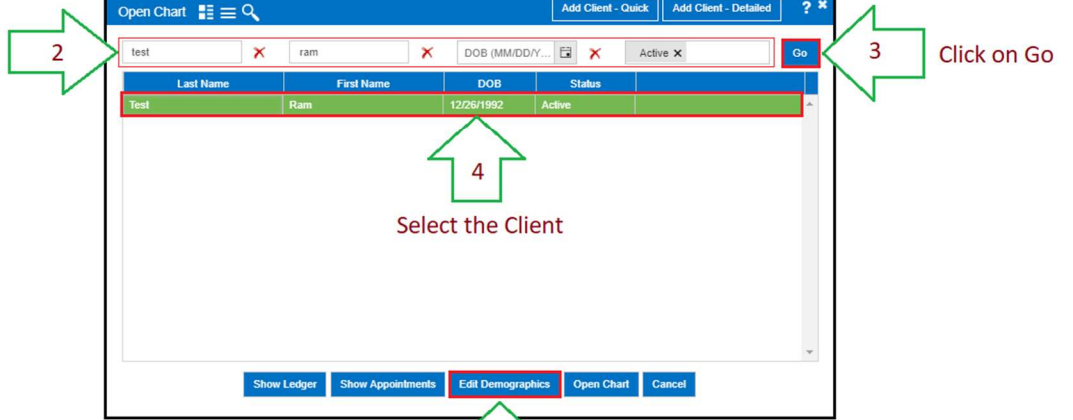 Open Chart Add Client - Quick Add Client - Detailed ? ×
2 test ram DOB (MM/DD/Y... Active × Go 3 Click on Go
Last Name First Name DOB Status
Test Ram 12/26/1992 Active
4
Select the Client
Show Ledger Show Appointments Edit Demographics Open Chart Cancel